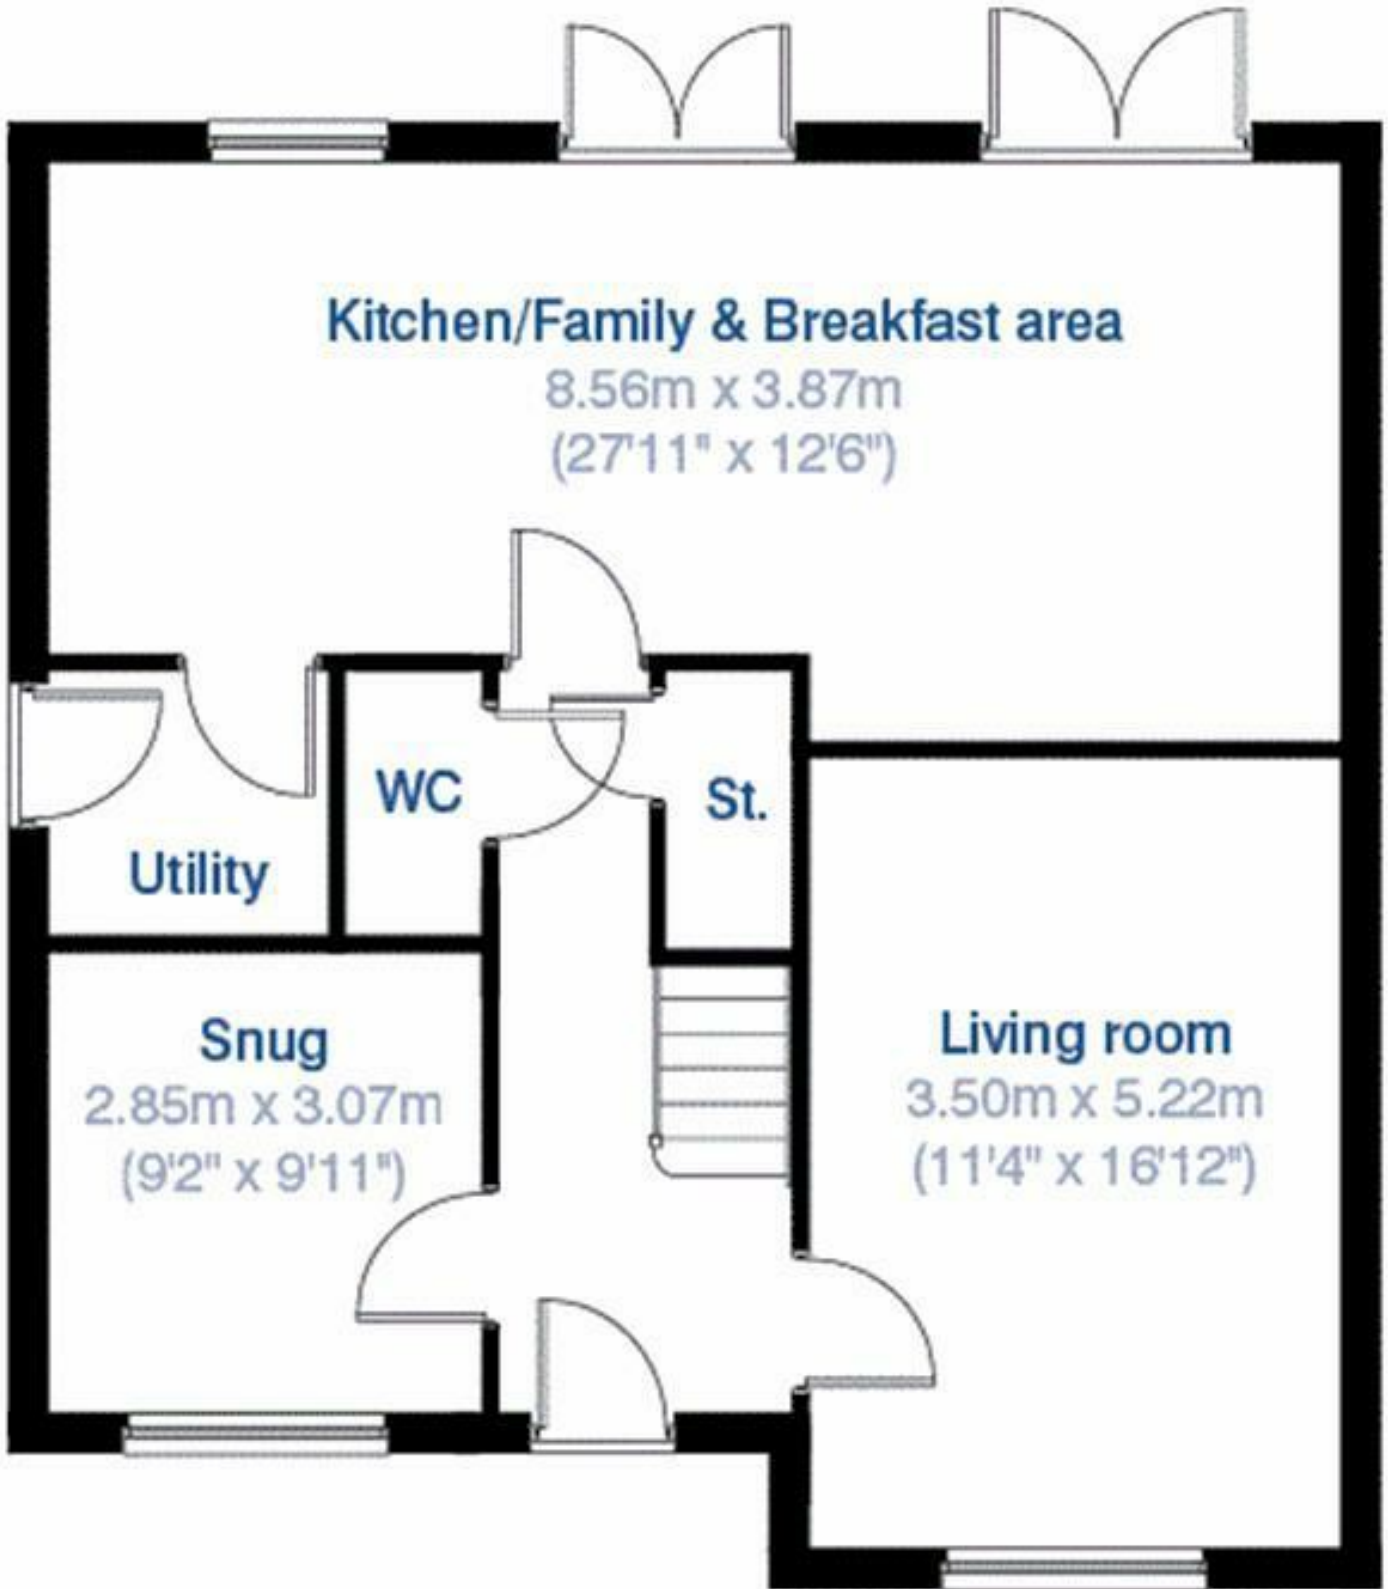 Kitchen/Family & Breakfast area
8.56m x 3.87m
(27'11" x 12'6")
WC
St.
Utility
Snug
2.85m x 3.07m
(9'2" x 9'11")
Living room
3.50m x 5.22m
(11'4" x 16'12")